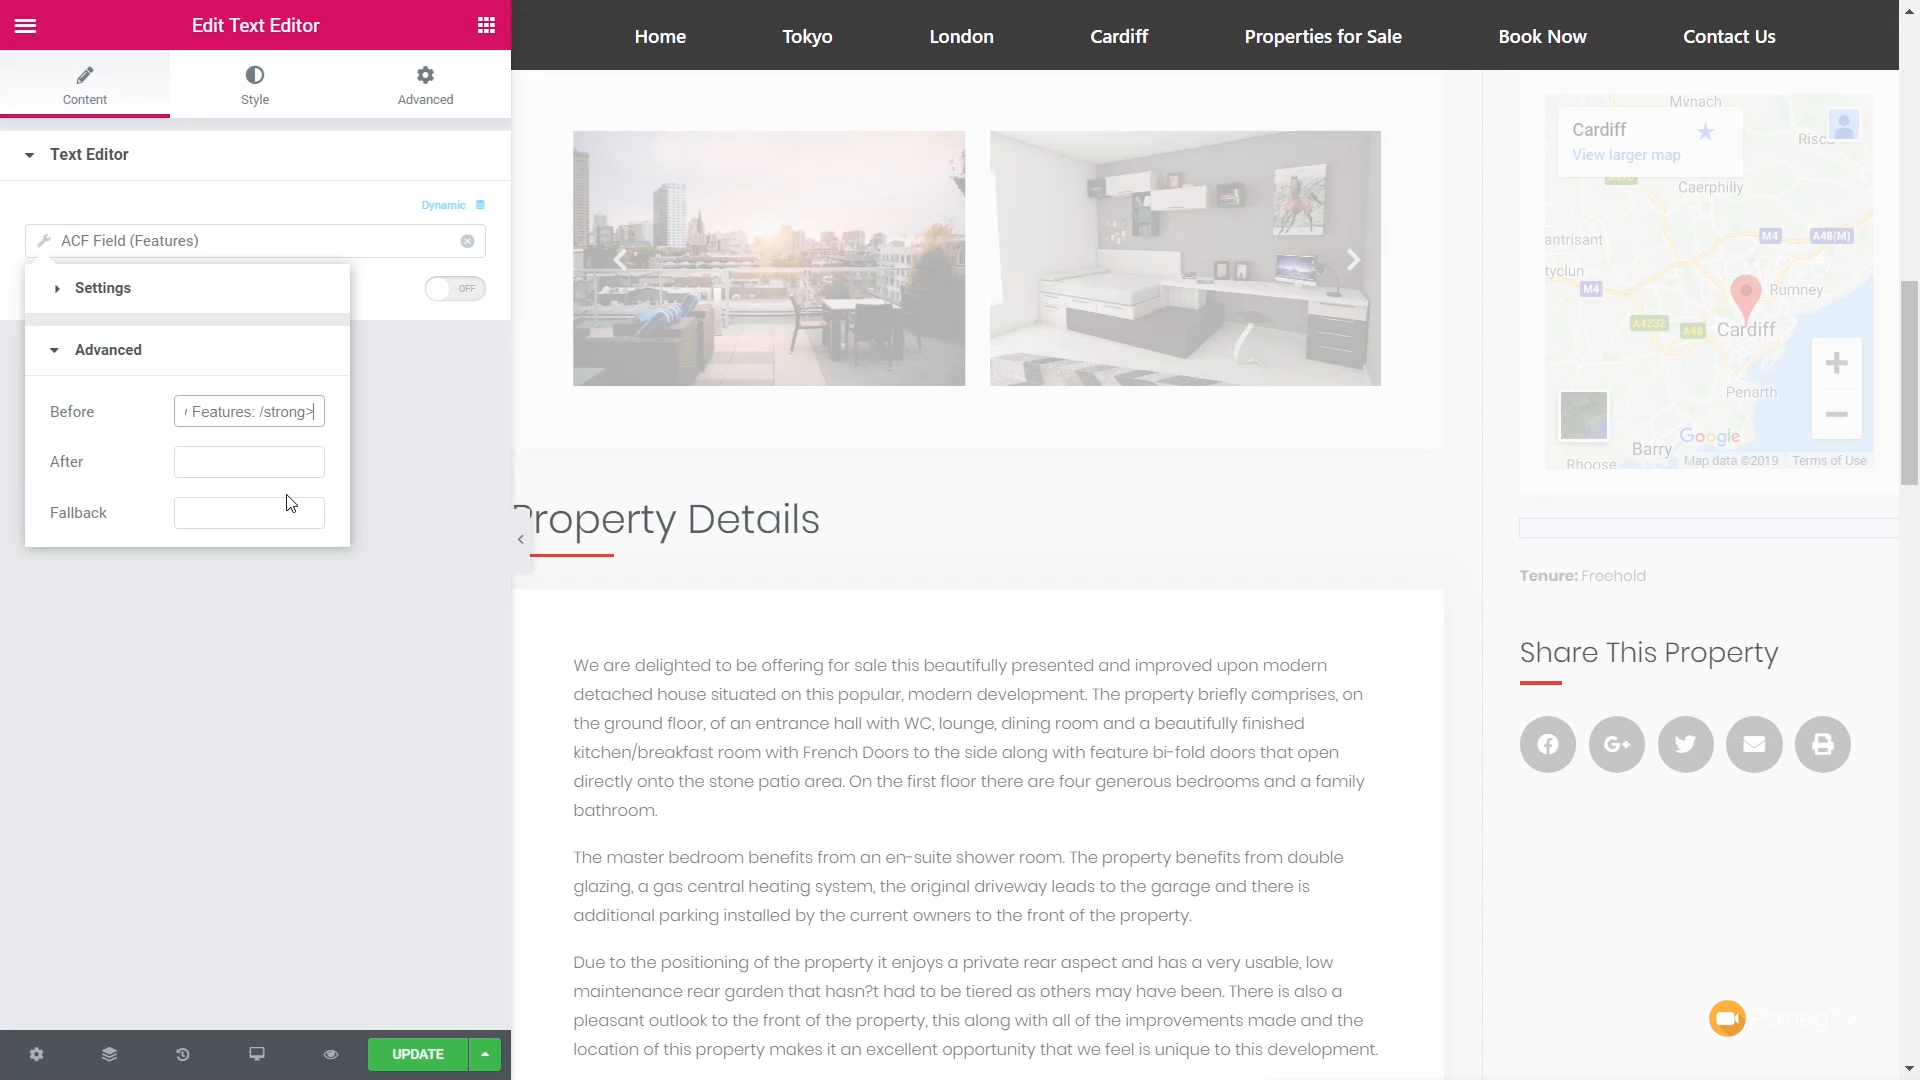 Edit Text Editor
Home Tokyo London Cardiff Properties for Sale Book Now Contact Us
Content Style Advanced
Text Editor
Dynamic
ACF Field (Features)
OFF
Settings
Advanced
Before
Features: /strong>
After
Fallback
UPDATE
Property Details
We are delighted to be offering for sale this beautifully presented and improved upon modern
detached house situated on this popular, modern development. The property briefly comprises, on
the ground floor, of an entrance hall with WC, lounge, dining room and a beautifully finished
kitchen/breakfast room with French Doors to the side along with feature bi-fold doors that open
directly onto the stone patio area. On the first floor there are four generous bedrooms and a family
bathroom.
The master bedroom benefits from an en-suite shower room. The property benefits from double
glazing, a gas central heating system, the original driveway leads to the garage and there is
additional parking installed by the current owners to the front of the property.
Due to the positioning of the property it enjoys a private rear aspect and has a very usable, low
maintenance rear garden that hasn?t had to be tiered as others may have been. There is also a
pleasant outlook to the front of the property, this along with all of the improvements made and the
location of this property makes it an excellent opportunity that we feel is unique to this development.
Mynach
Cardiff
View larger map
Risca
A470
Caerphilly
M4 A48(M)
antrisant
tyclun
M4
Rumney
A4232 A48 Cardiff
Penarth
Google
Barry
Rhoose
Map data ©2019 Terms of Use
Tenure: Freehold
Share This Property
G+